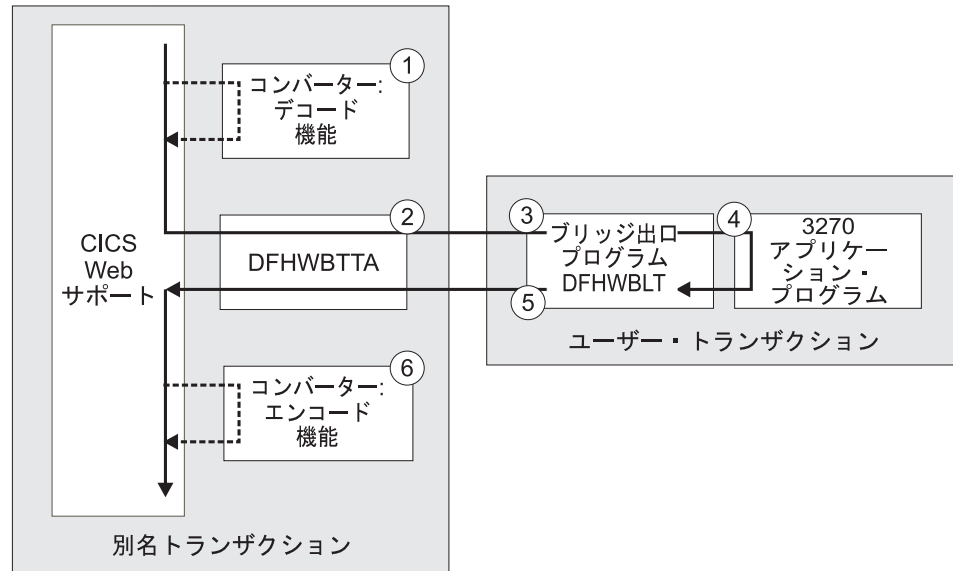 コンバーター:
デコード
機能
1
CICS
Web
サポート
DFHWBTTA
2
3
ブリッジ出口
プログラム
DFHWBLT
5
4
3270
アプリケー
ション・
プログラム
ユーザー・トランザクション
コンバーター:
エンコード
機能
6
別名トランザクション